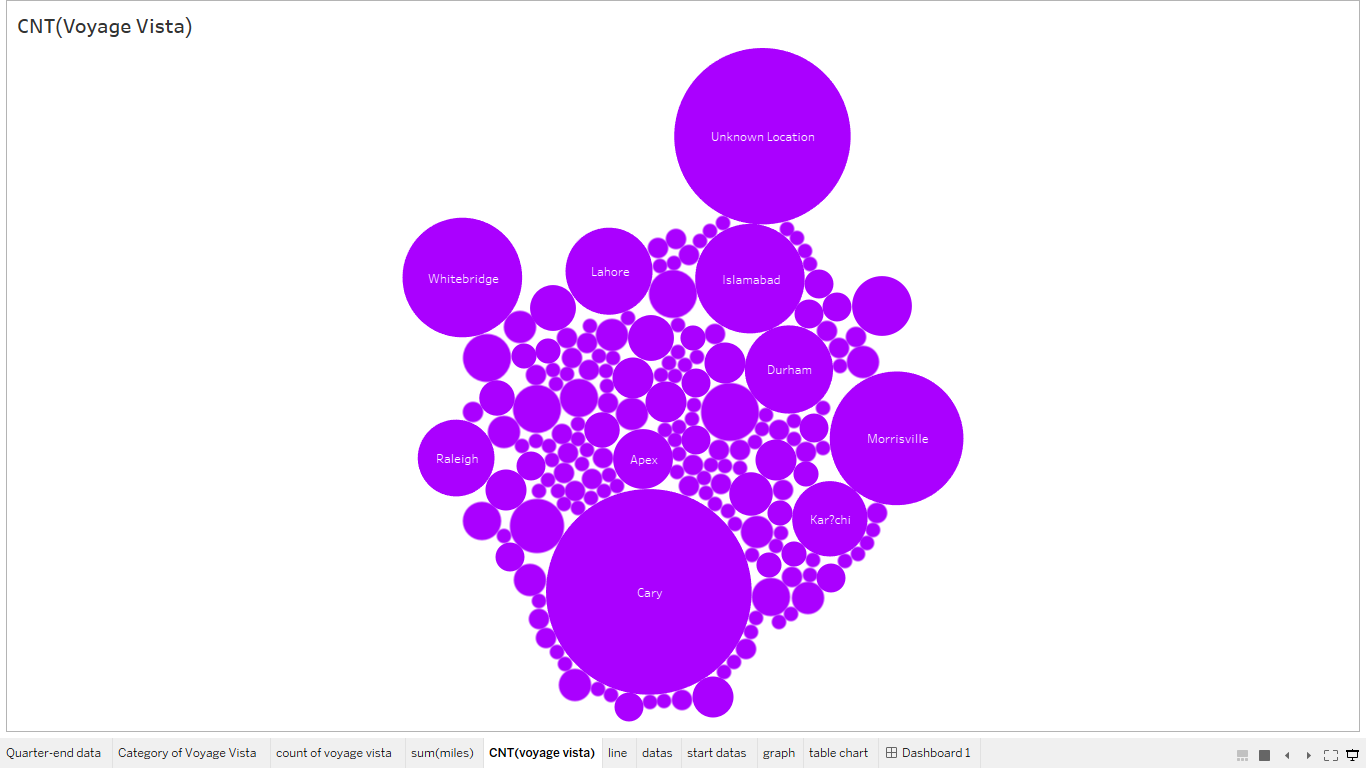 CNT(Voyage Vista)
Unknown Location
Whitebridge
Lahore
Islamabad
Durham
Morrisville
Raleigh
Apex
Kar?chi
Cary
Quarter-end data
Category of Voyage Vista
count of voyage vista
sum(miles)
CNT(voyage vista)
line
datas
start datas
graph
table chart
Dashboard 1